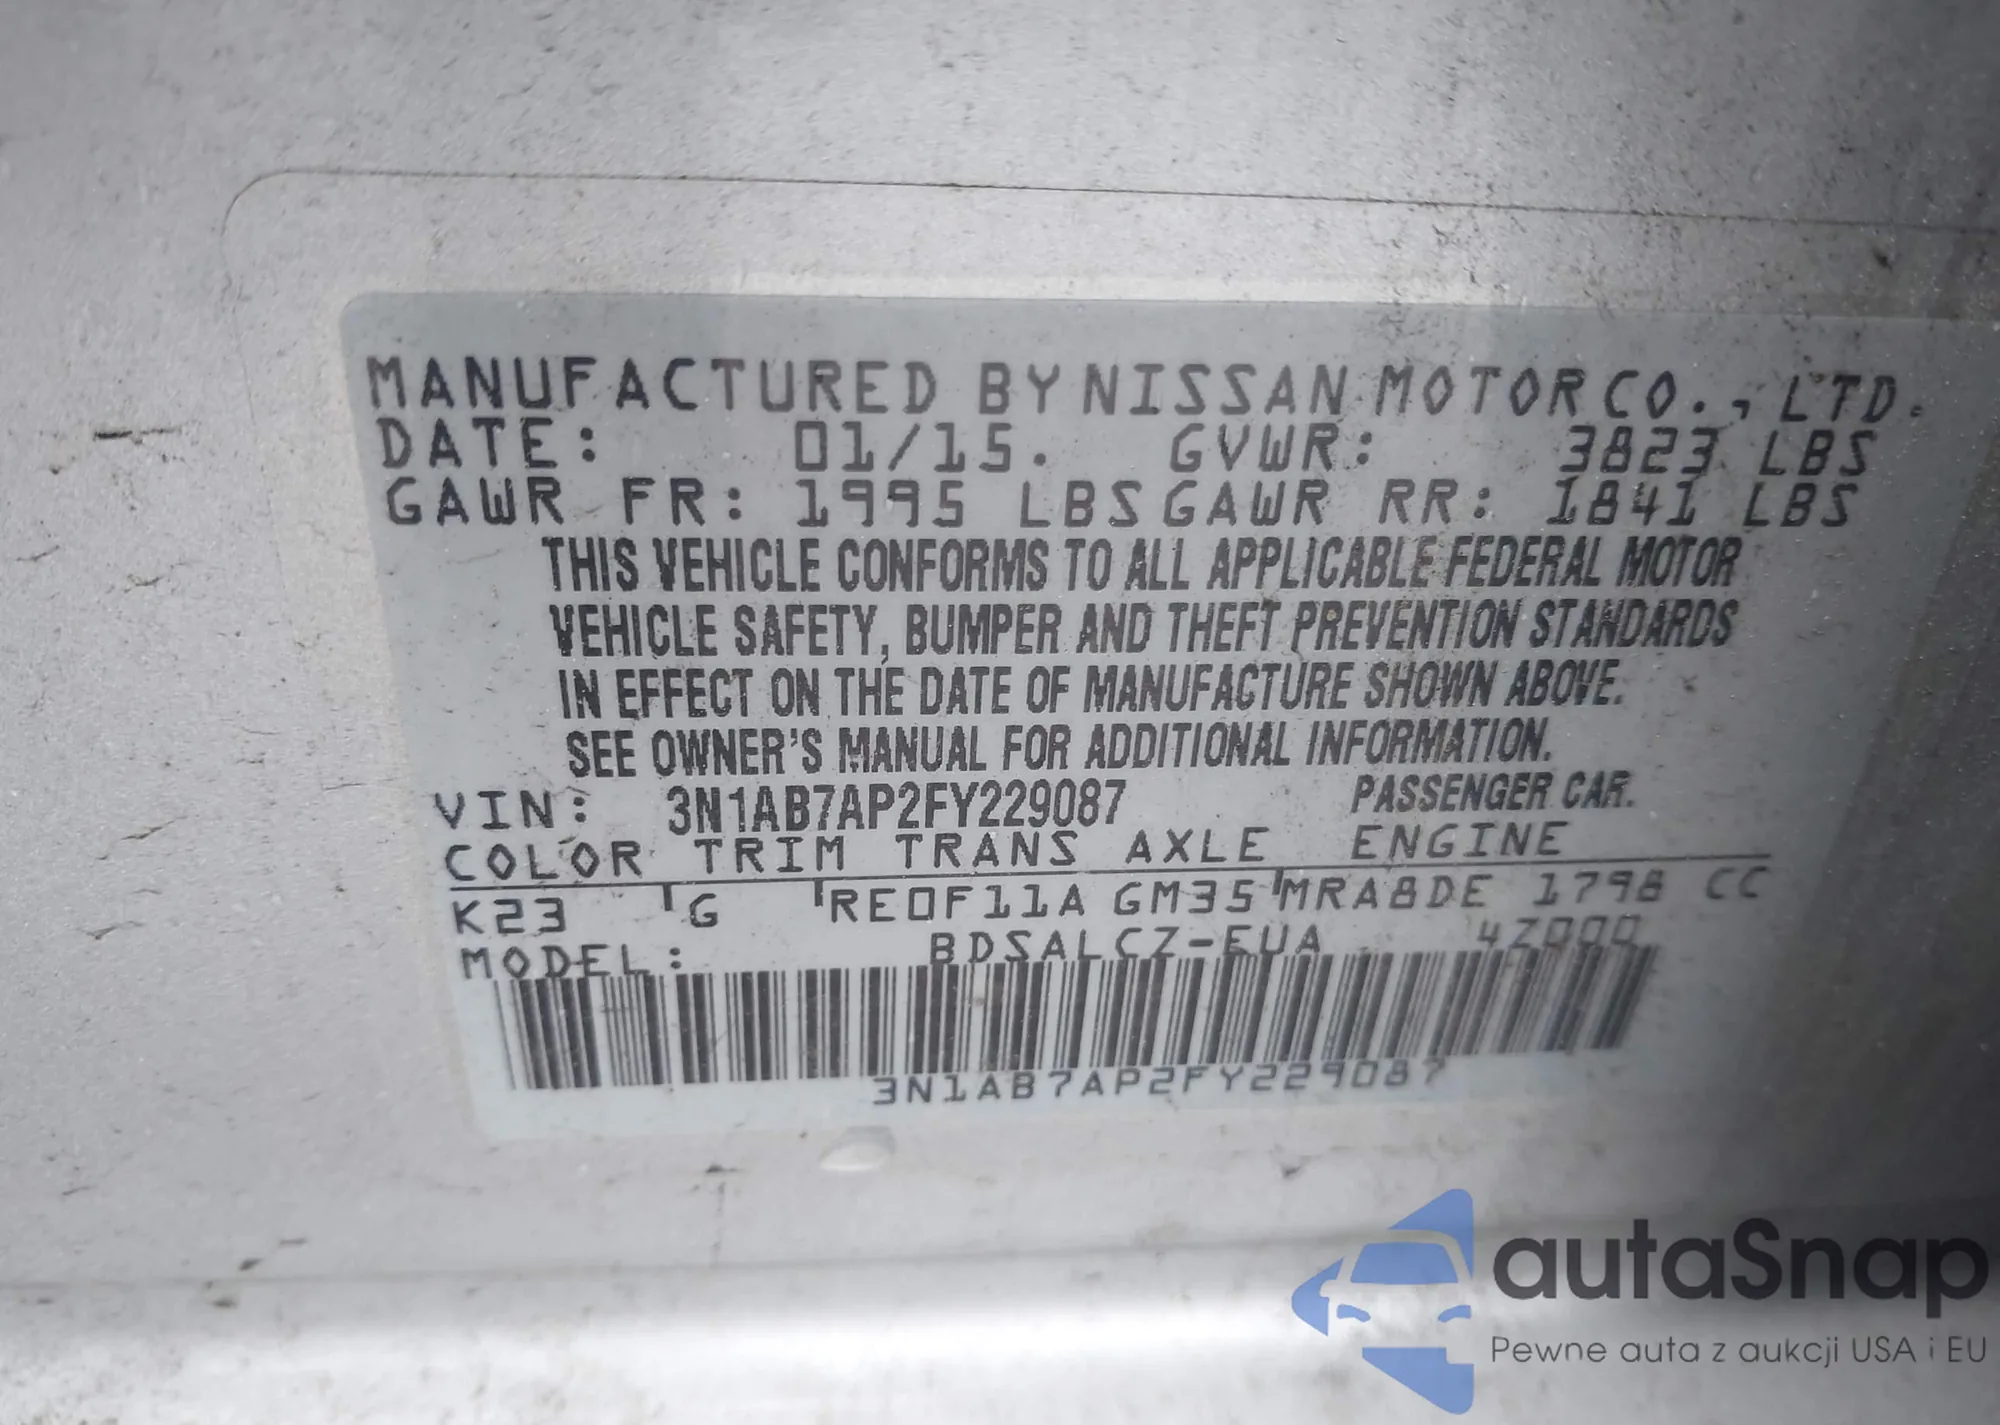 MANUFACTURED BY NISSAN MOTOR CO., LTD.
DATE: 01/15. GVWR: 3823 LBS
GAWR FR: 1995 LBS GAWR RR: 1841 LBS
THIS VEHICLE CONFORMS TO ALL APPLICABLE FEDERAL MOTOR
VEHICLE SAFETY, BUMPER AND THEFT PREVENTION STANDARDS
IN EFFECT ON THE DATE OF MANUFACTURE SHOWN ABOVE.
SEE OWNER'S MANUAL FOR ADDITIONAL INFORMATION.
VIN: 3N1AB7AP2FY229087 PASSENGER CAR.
COLOR TRIM TRANS AXLE ENGINE
K23 G RE0F11A GM35 MRA8DE 1798 CC
MODEL: BDSALCZ-EUA 4Z000
3N1AB7AP2FY229087
autaSnap
Pewne auta z aukcji USA i EU